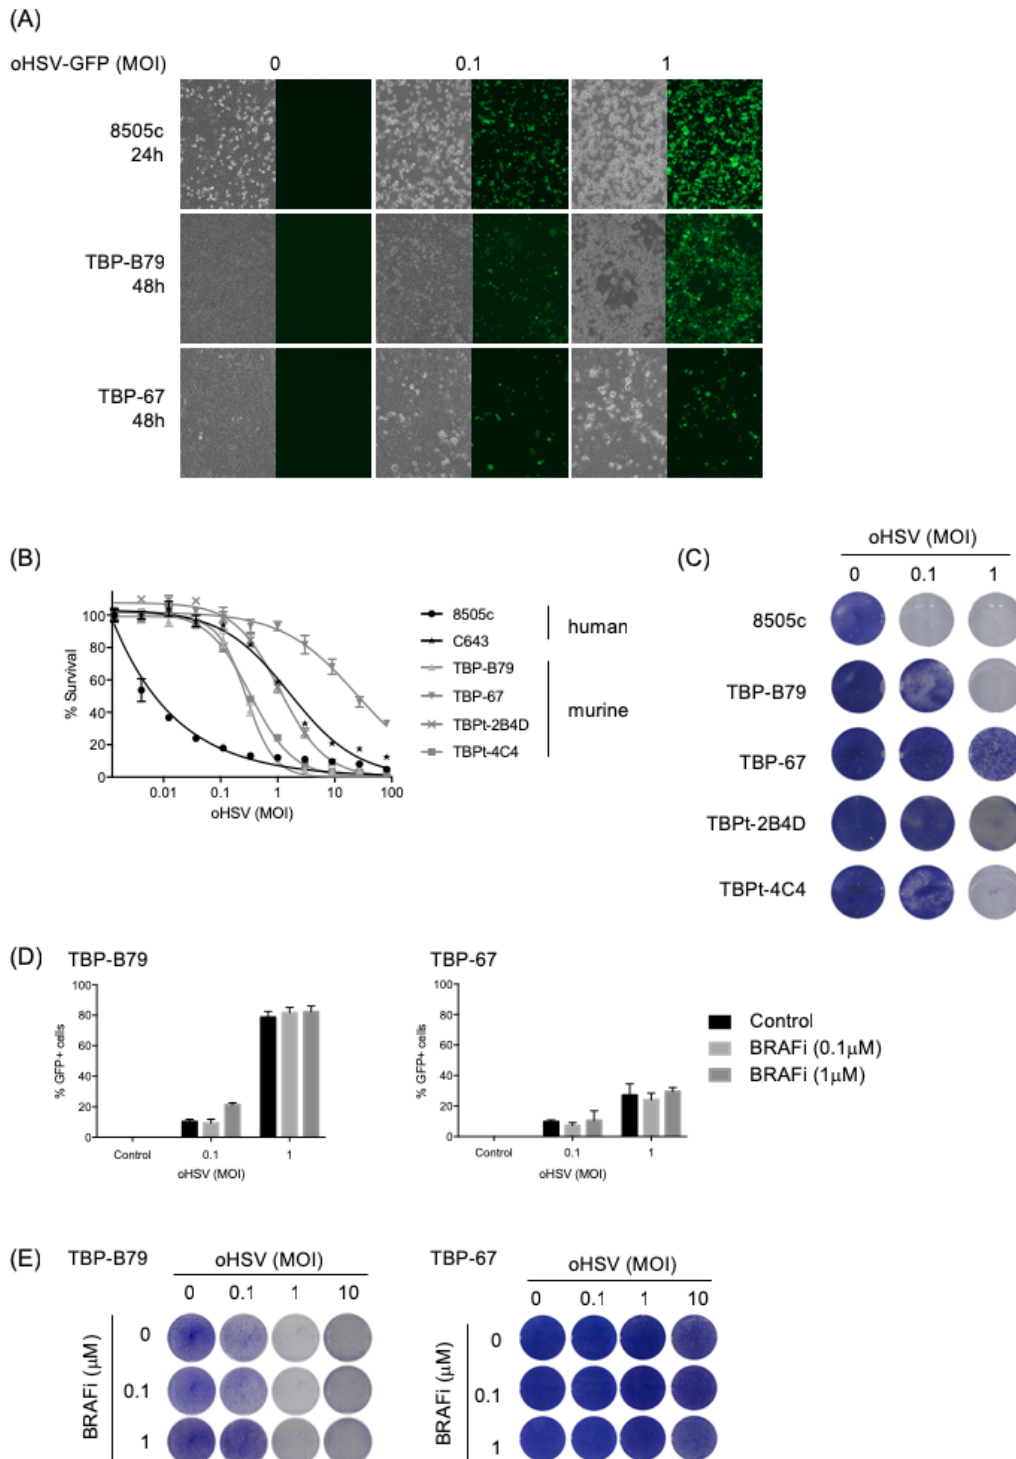 (A)
oHSV-GFP (MOI) 0 0.1 1
8505c
24h
TBP-B79
48h
TBP-67
48h
(B)
% Survival
100
80
60
40
20
0
0.01 0.1 1 10 100
oHSV (MOI)
8505c
C643
TBP-B79
TBP-67
TBPt-2B4D
TBPt-4C4
human
murine
(C)
oHSV (MOI)
0 0.1 1
8505c
TBP-B79
TBP-67
TBPt-2B4D
TBPt-4C4
(D)
TBP-B79
% GFP+ cells
100
80
60
40
20
0
Control 0.1 1
oHSV (MOI)
TBP-67
% GFP+ cells
100
80
60
40
20
0
Control 0.1 1
oHSV (MOI)
Control
BRAFi (0.1μM)
BRAFi (1μM)
(E)
TBP-B79 oHSV (MOI)
0 0.1 1 10
BRAFi (μM)
0
0.1
1
TBP-67 oHSV (MOI)
0 0.1 1 10
BRAFi (μM)
0
0.1
1